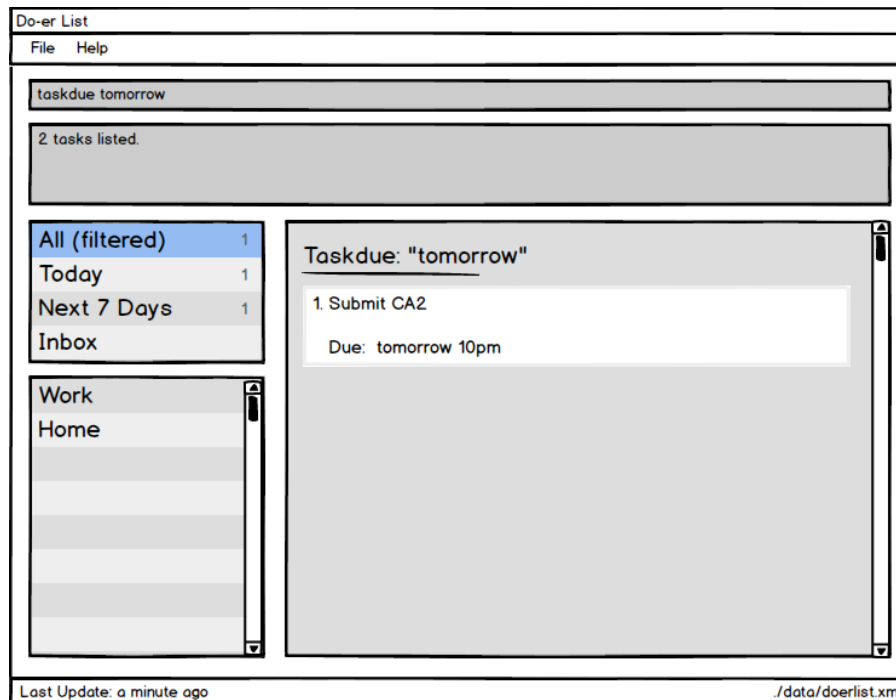 Do-er List
File Help
taskdue tomorrow
2 tasks listed.
All (filtered) 1
Today 1
Next 7 Days 1
Inbox
Work
Home
Taskdue: "tomorrow"
1. Submit CA2
Due: tomorrow 10pm
Last Update: a minute ago
./data/doerlist.xm